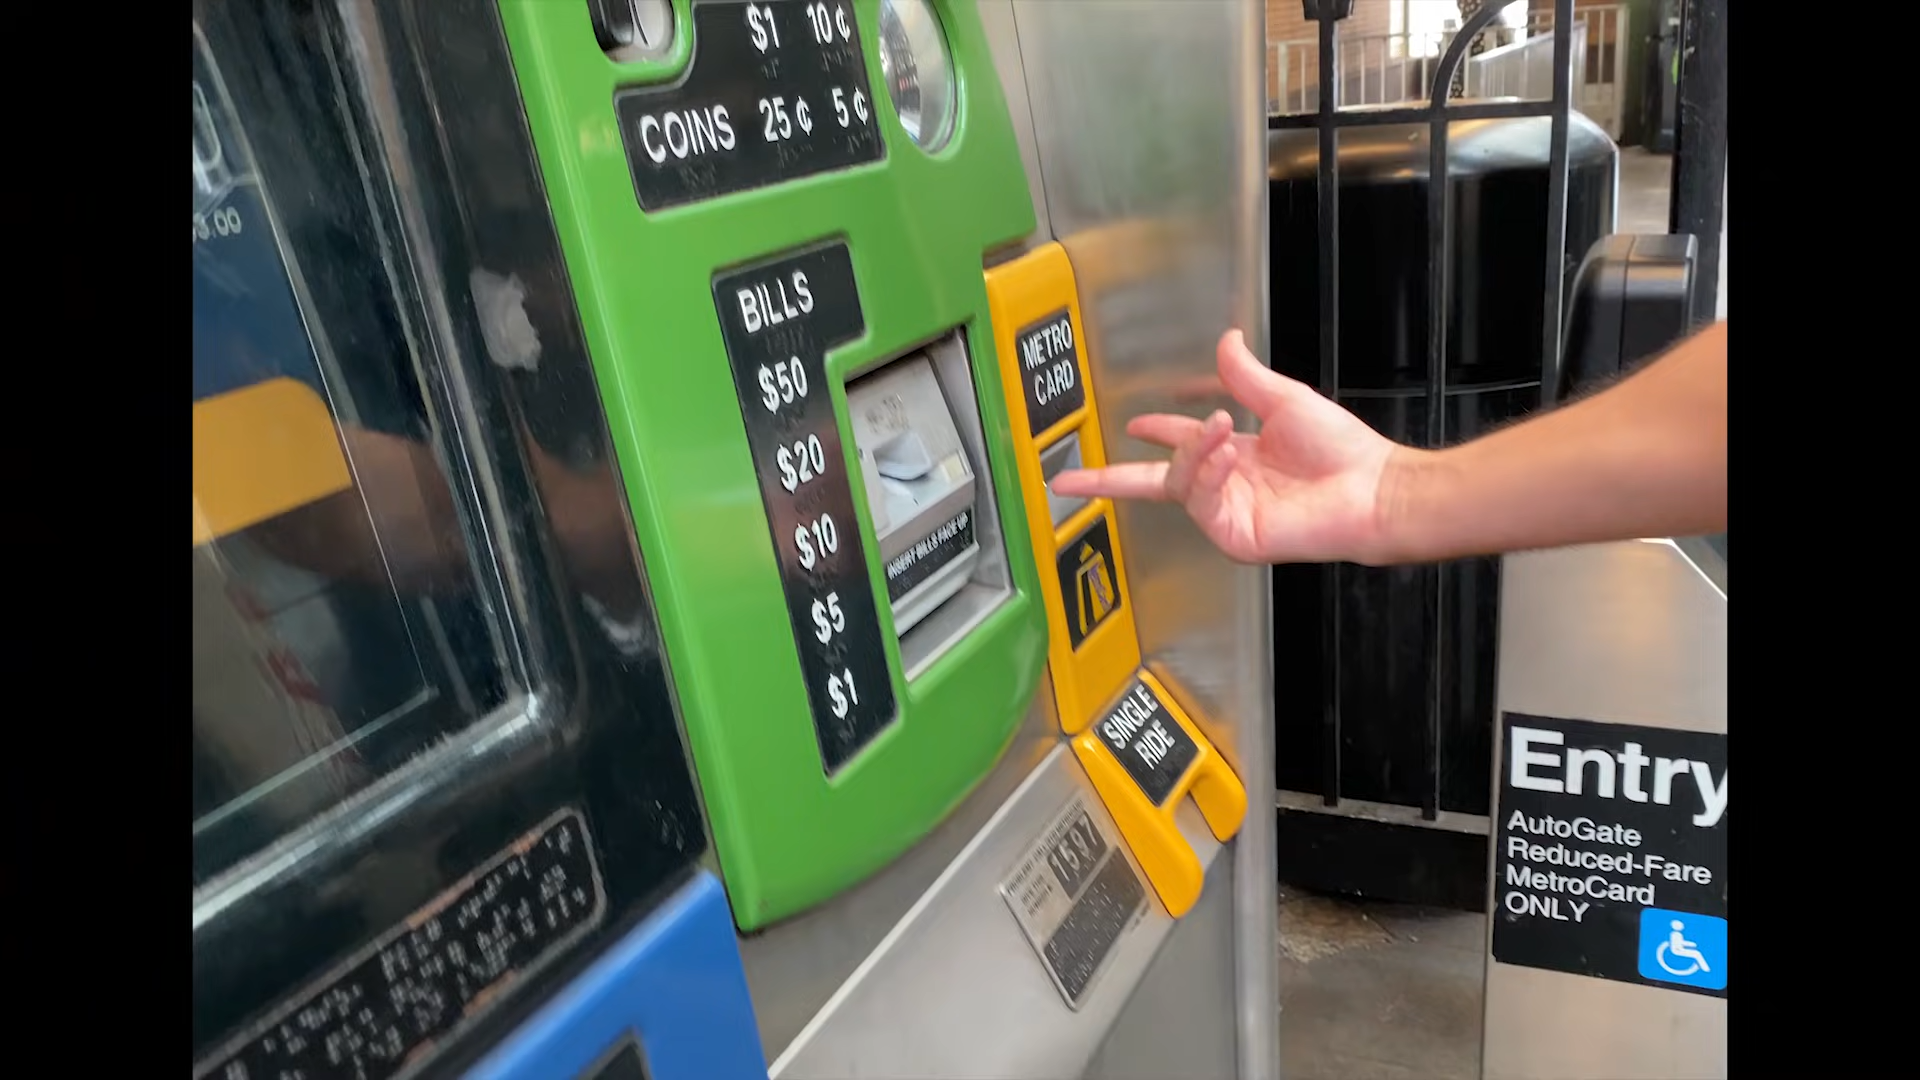 $1 10¢
COINS 25¢ 5¢
BILLS
$50
$20
$10
$5
$1
INSERT BILLS FACE UP
METRO
CARD
SINGLE
RIDE
1597
Entry
AutoGate
Reduced-Fare
MetroCard
ONLY